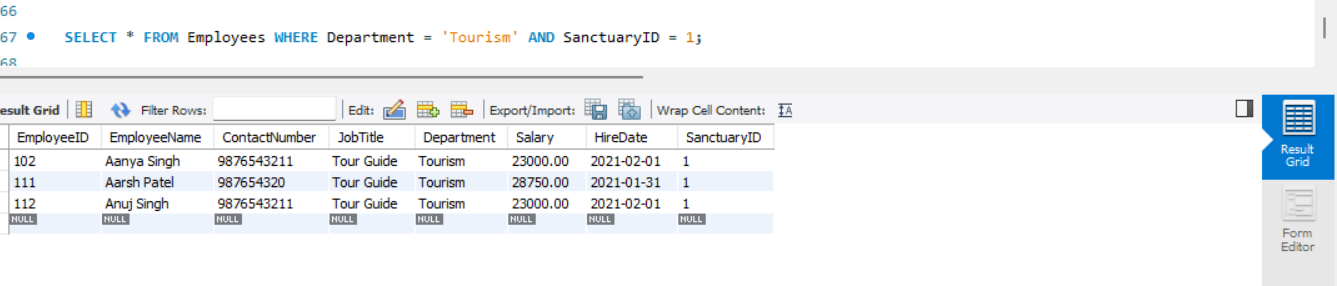 66
67 SELECT * FROM Employees WHERE Department = 'Tourism' AND SanctuaryID = 1;
68
esult Grid Filter Rows: Edit: Export/Import: Wrap Cell Content:
EmployeeID EmployeeName ContactNumber JobTitle Department Salary HireDate SanctuaryID
102 Aanya Singh 9876543211 Tour Guide Tourism 23000.00 2021-02-01 1
111 Aarsh Patel 987654320 Tour Guide Tourism 28750.00 2021-01-31 1
112 Anuj Singh 9876543211 Tour Guide Tourism 23000.00 2021-02-01 1
NULL NULL NULL NULL NULL NULL NULL NULL
Result
Grid
Form
Editor